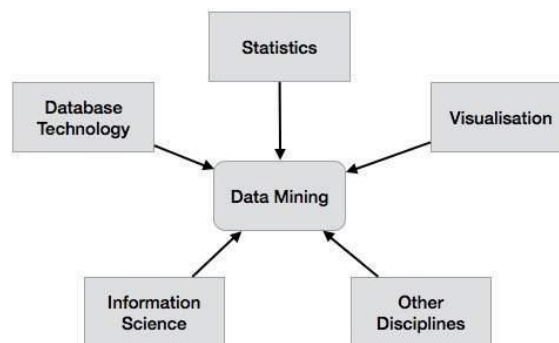 Statistics
Database
Technology
Visualisation
Data Mining
Information
Science
Other
Disciplines